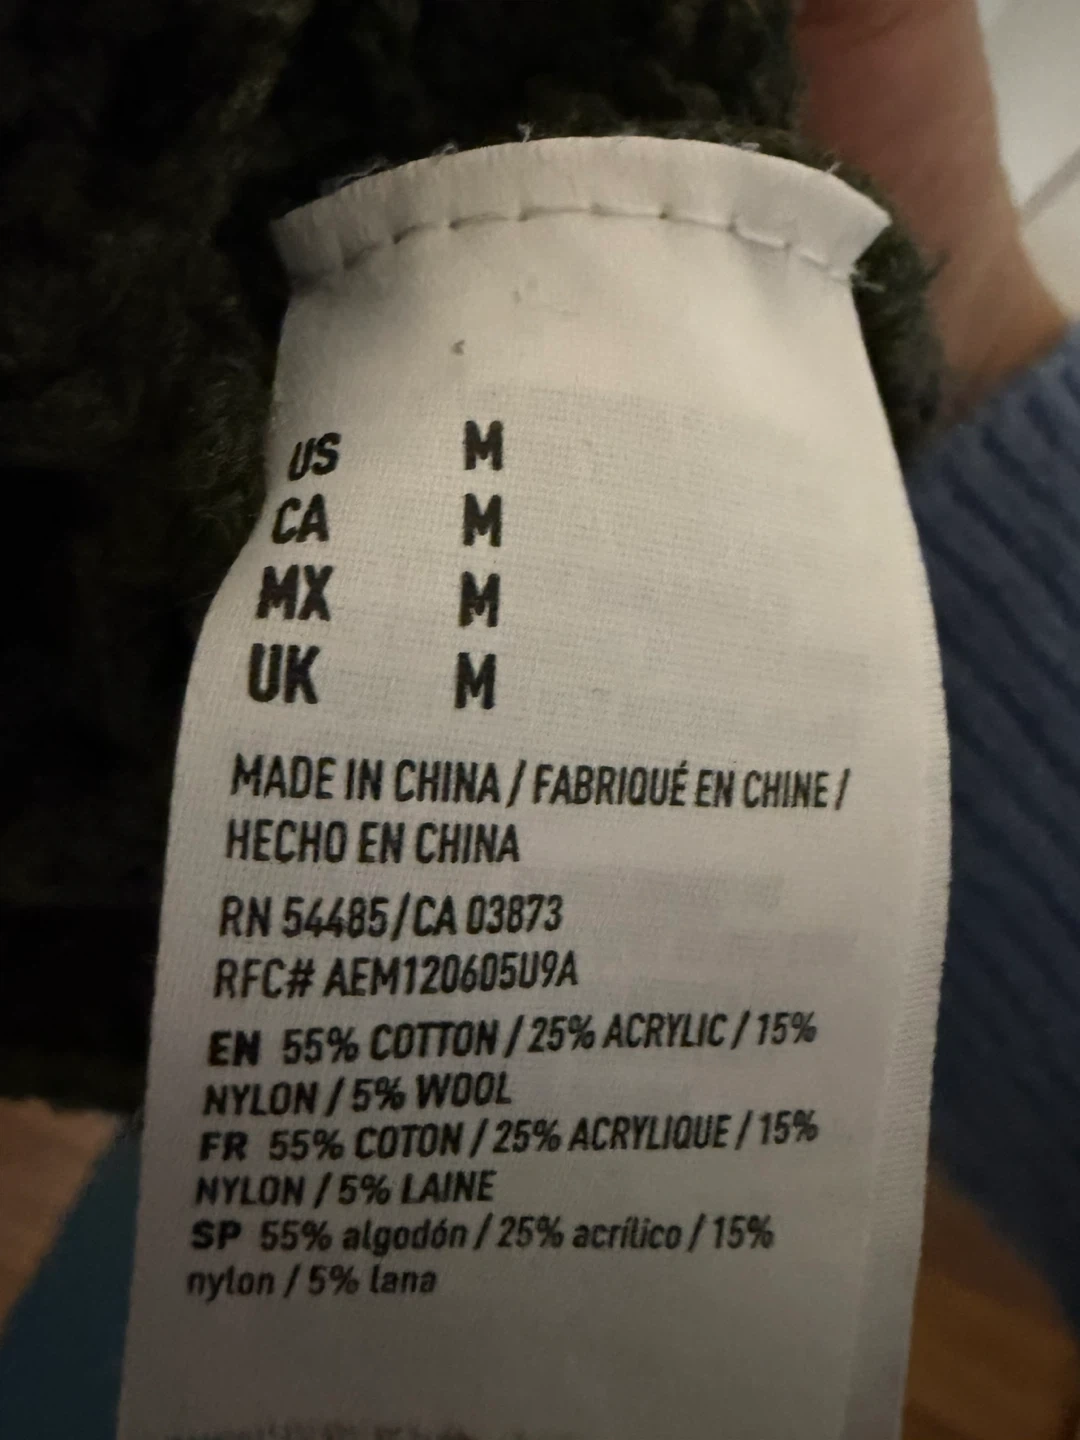 US M
CA M
MX M
UK M
MADE IN CHINA / FABRIQUÉ EN CHINE /
HECHO EN CHINA
RN 54485/CA 03873
RFC# AEM120605U9A
EN 55% COTTON / 25% ACRYLIC / 15%
NYLON / 5% WOOL
FR 55% COTON / 25% ACRYLIQUE / 15%
NYLON / 5% LAINE
SP 55% algodón / 25% acrílico / 15%
nylon / 5% lana